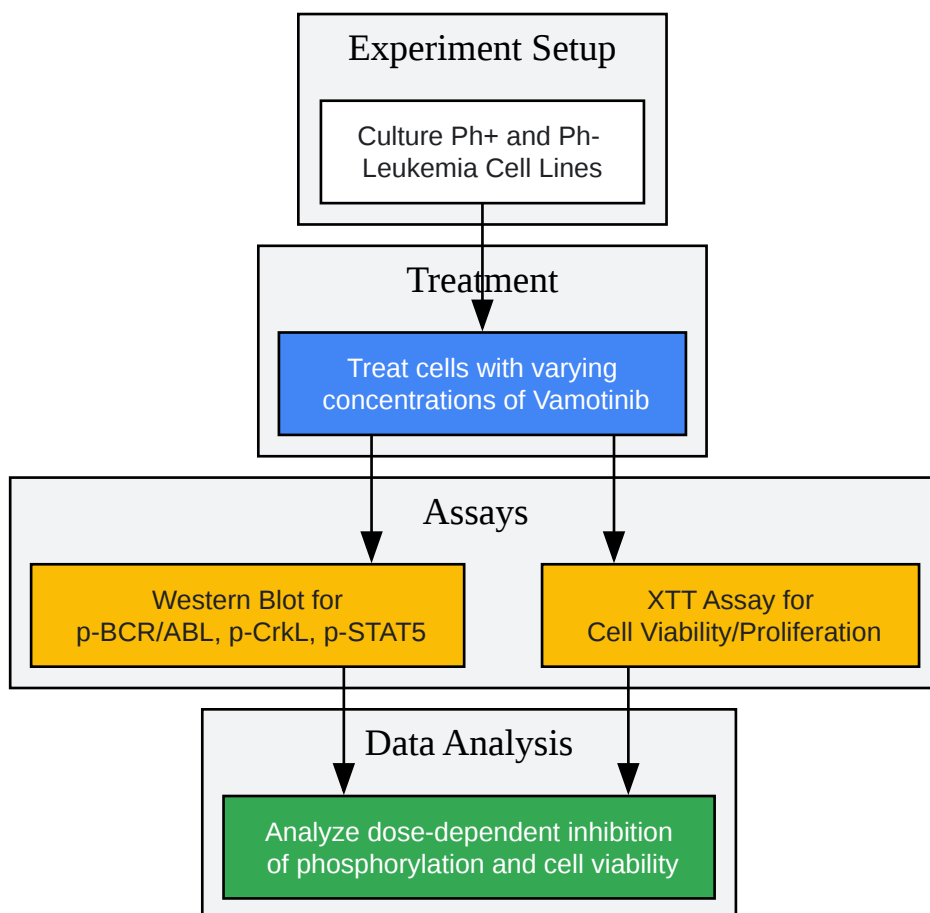 Experiment Setup
Culture Ph+ and Ph-
Leukemia Cell Lines
Treatment
Treat cells with varying
concentrations of Vamotinib
Assays
Western Blot for
p-BCR/ABL, p-CrkL, p-STAT5
XTT Assay for
Cell Viability/Proliferation
Data Analysis
Analyze dose-dependent inhibition
of phosphorylation and cell viability